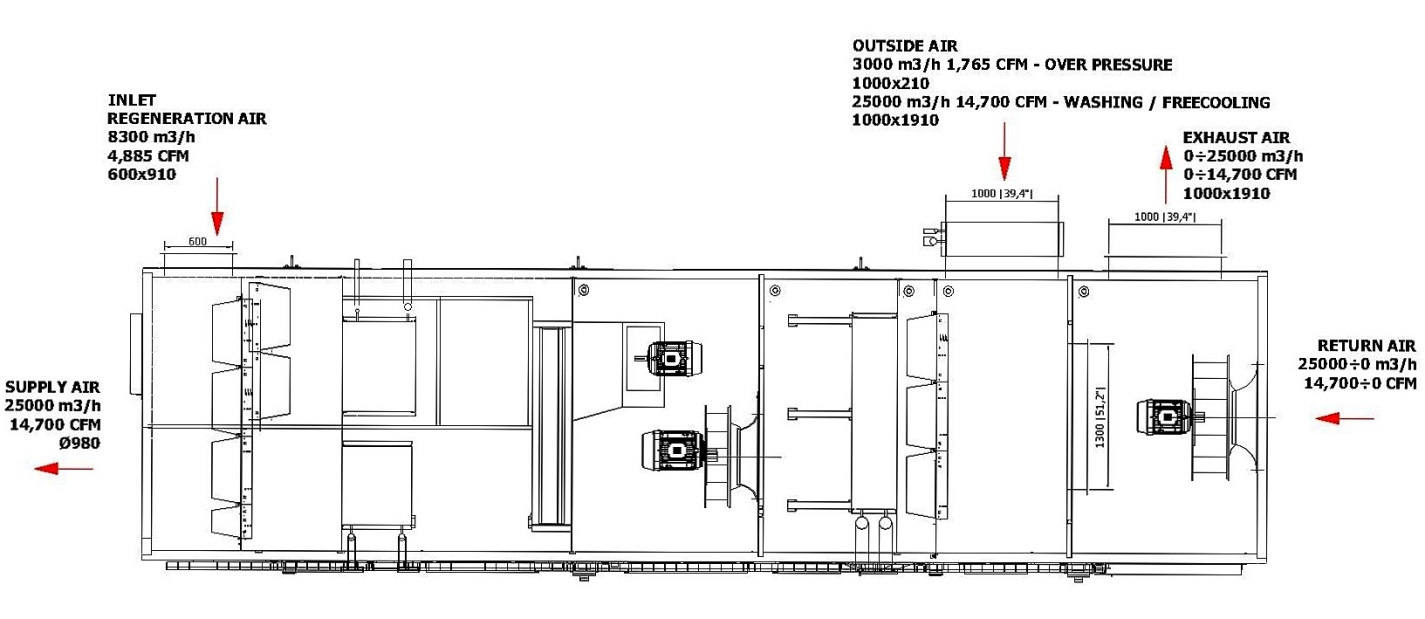 OUTSIDE AIR
3000 m3/h 1,765 CFM - OVER PRESSURE
1000x210
25000 m3/h 14,700 CFM - WASHING / FREECOOLING
1000x1910
INLET
REGENERATION AIR
8300 m3/h
4,885 CFM
600x910
EXHAUST AIR
0÷25000 m3/h
0÷14,700 CFM
1000x1910
1000 |39,4"|
1000 |39,4"|
600
RETURN AIR
25000÷0 m3/h
14,700÷0 CFM
SUPPLY AIR
25000 m3/h
14,700 CFM
Ø980
1300 |51,2"|